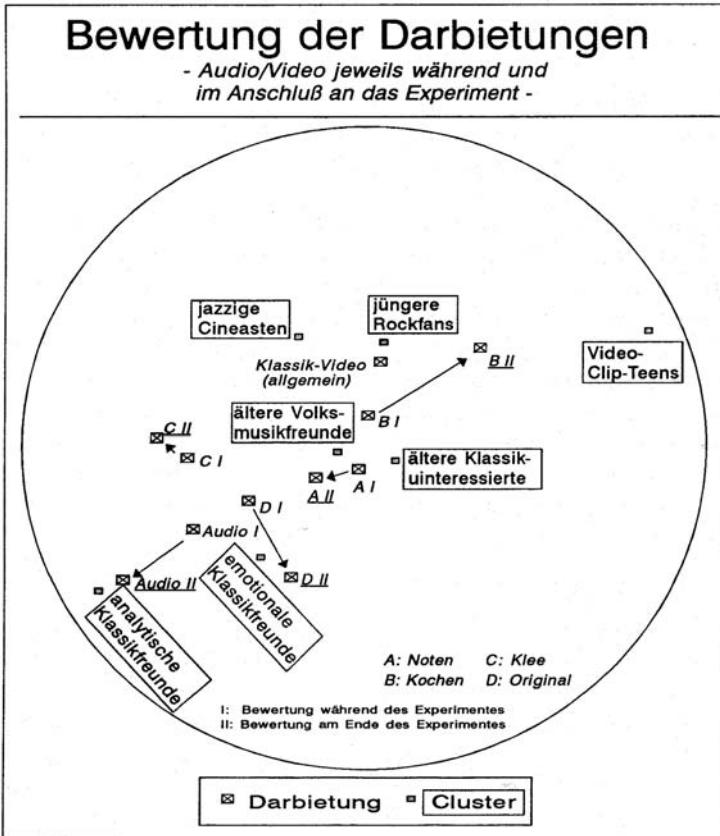 Bewertung der Darbietungen
- Audio/Video jeweils während und
im Anschluß an das Experiment -
jazzige
Cineasten
jüngere
Rockfans
Klassik-Video
(allgemein)
B II
Video-
Clip-Teens
B I
ältere Volks-
musikfreunde
C II
C I
ältere Klassik-
uinteressierte
A I
A II
D I
Audio I
Audio II
D II
emotionale
Klassikfreunde
analytische
Klassikfreunde
A: Noten C: Klee
B: Kochen D: Original
I: Bewertung während des Experimentes
II: Bewertung am Ende des Experimentes
Darbietung Cluster